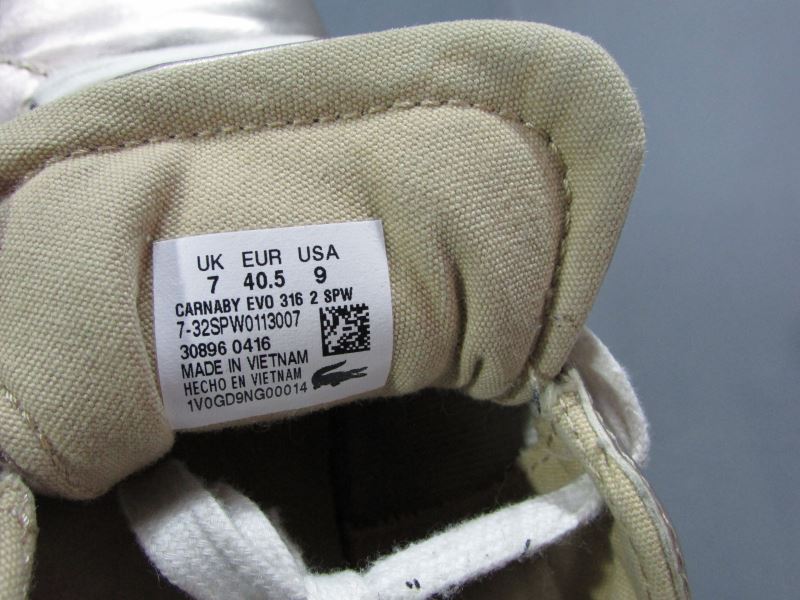 UK EUR USA
7 40.5 9
CARNABY EVO 316 2 SPW
7-32SPW0113007
30896 0416
MADE IN VIETNAM
HECHO EN VIETNAM
1V0GD9NG00014